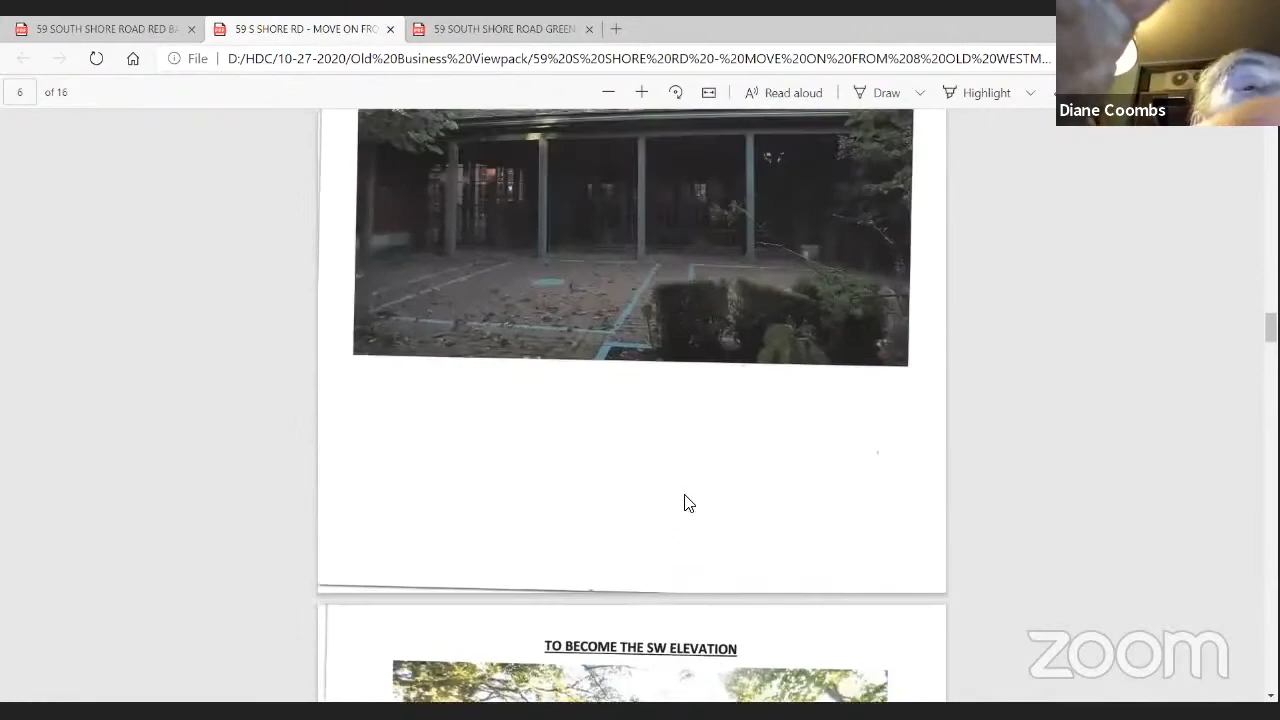 59 SOUTH SHORE ROAD RED BA
59 S SHORE RD - MOVE ON FRO
59 SOUTH SHORE ROAD GREEN
File
D:/HDC/10-27-2020/Old%20Business%20Viewpack/59%20S%20SHORE%20RD%20-%20MOVE%20ON%20FROM%208%20OLD%20WESTM...
6 of 16
Read aloud
Draw
Highlight
Diane Coombs
TO BECOME THE SW ELEVATION
zoom